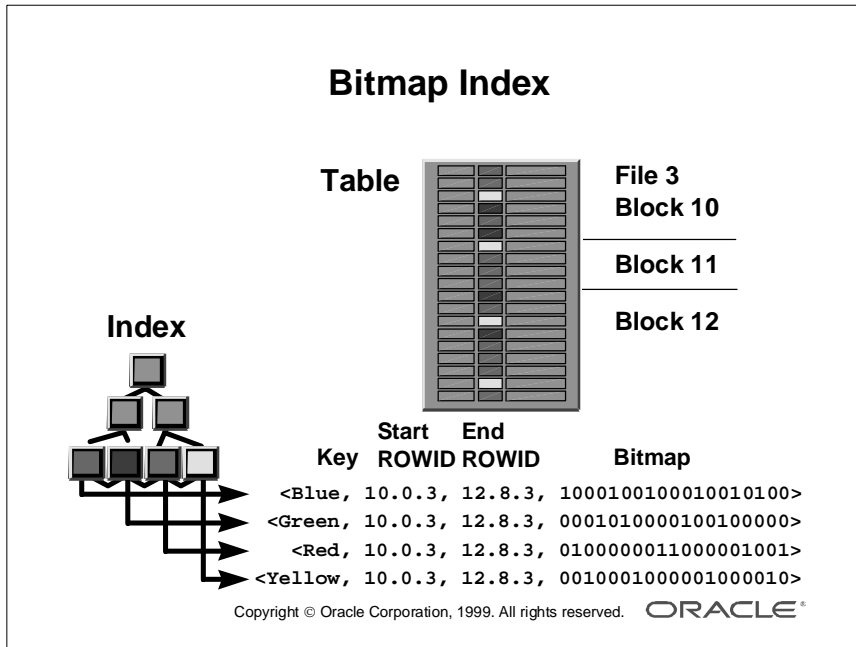 Bitmap Index
Table
File 3
Block 10
Block 11
Block 12
Index
Key
Start ROWID
End ROWID
Bitmap
<Blue, 10.0.3, 12.8.3, 1000100100010010100>
<Green, 10.0.3, 12.8.3, 0001010000100100000>
<Red, 10.0.3, 12.8.3, 0100000011000001001>
<Yellow, 10.0.3, 12.8.3, 0010001000001000010>
Copyright © Oracle Corporation, 1999. All rights reserved.
ORACLE®